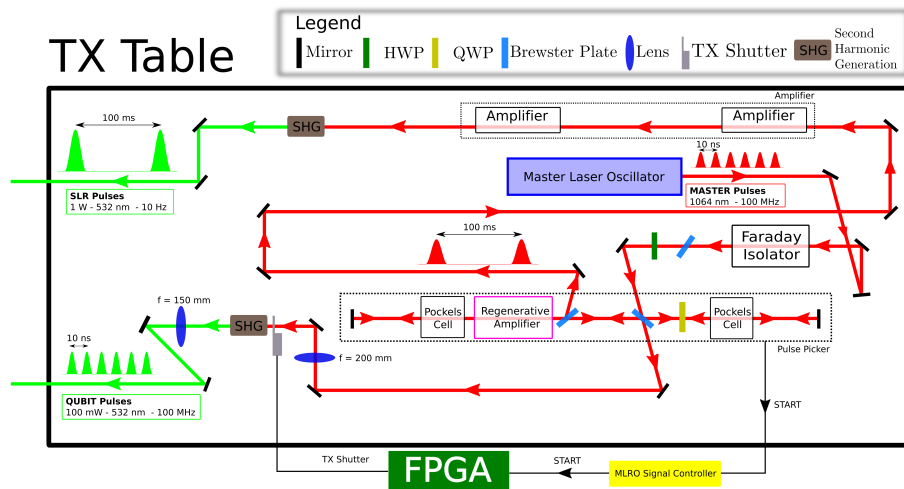 Legend
Mirror
HWP
QWP
Brewster Plate
Lens
TX Shutter
SHG
Second
Harmonic
Generation
TX Table
Amplifier
100 ms
SHG
Amplifier
Amplifier
10 ns
Master Laser Oscillator
SLR Pulses
1 W - 532 nm - 10 Hz
MASTER Pulses
1064 nm - 100 MHz
100 ms
Faraday
Isolator
f = 150 mm
SHG
Pockels
Cell
Regenerative
Amplifier
Pockels
Cell
10 ns
f = 200 mm
Pulse Picker
QUBIT Pulses
100 mW - 532 nm - 100 MHz
START
TX Shutter
FPGA
START
MLRO Signal Controller